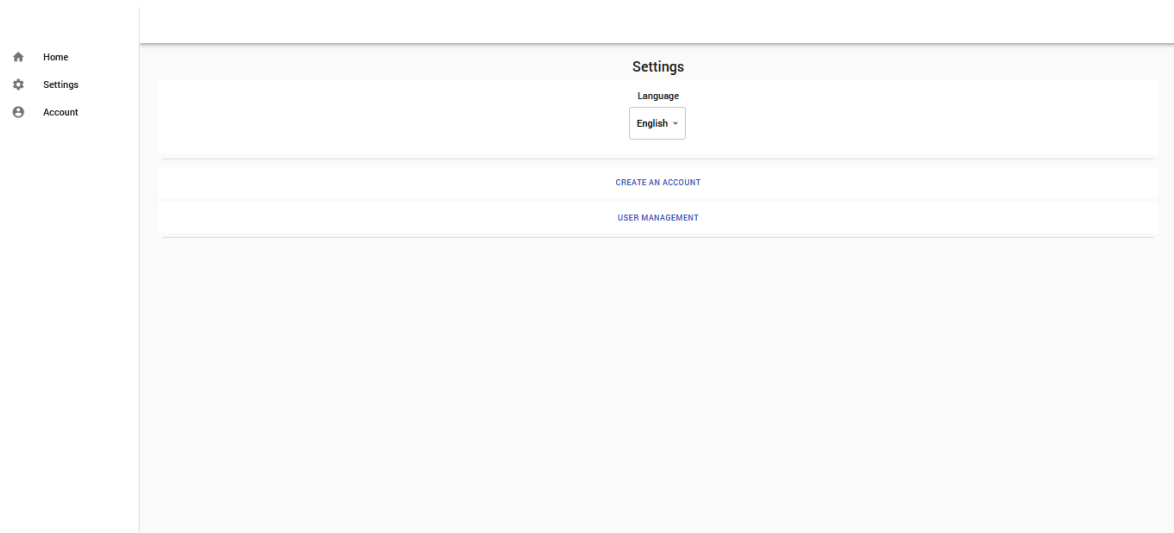 Home
Settings
Account
Settings
Language
English
CREATE AN ACCOUNT
USER MANAGEMENT